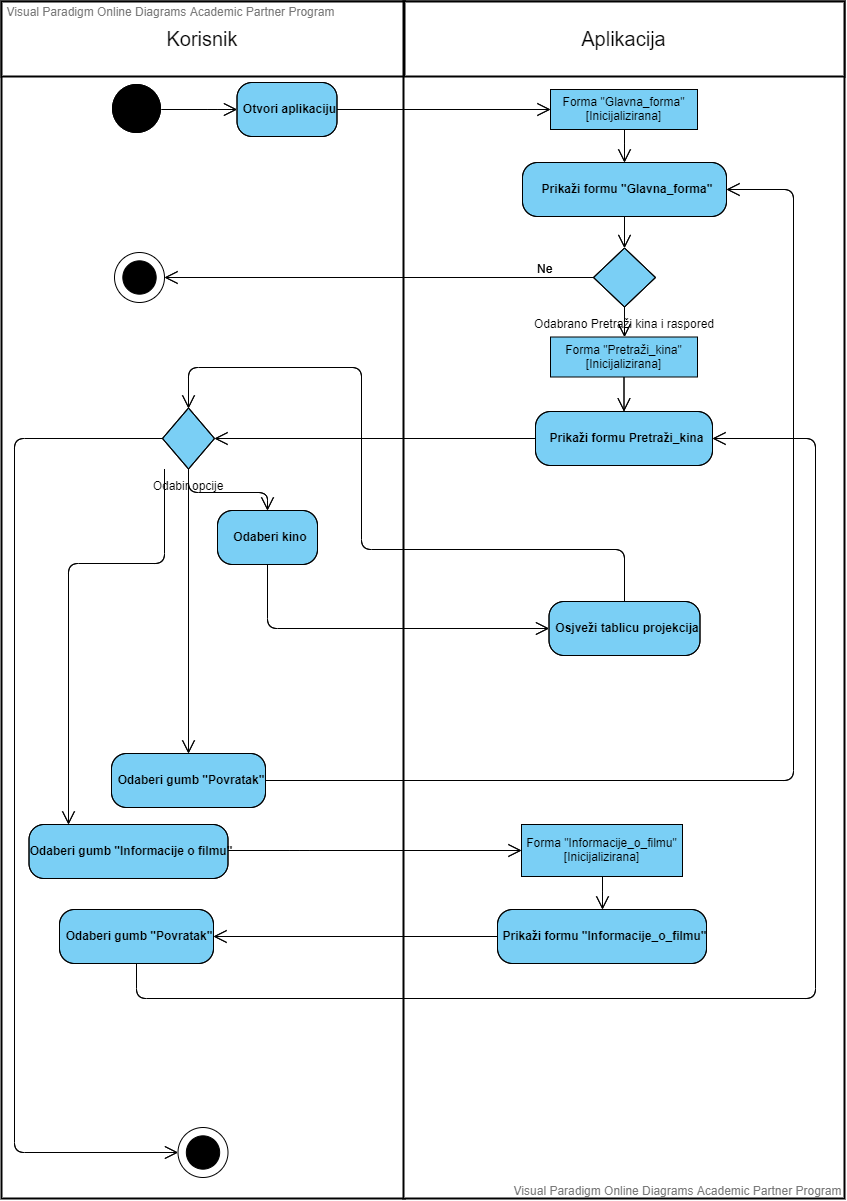 Visual Paradigm Online Diagrams Academic Partner Program
Korisnik
Aplikacija
Otvori aplikaciju
Forma "Glavna_forma"
[Inicijalizirana]
Prikaži formu "Glavna_forma"
Ne
Odabrano Pretraži kina i raspored
Forma "Pretraži_kina"
[Inicijalizirana]
Prikaži formu Pretraži_kina
Odabir opcije
Odaberi kino
Osjveži tablicu projekcija
Odaberi gumb "Povratak"
Odaberi gumb "Informacije o filmu"
Forma "Informacije_o_filmu"
[Inicijalizirana]
Odaberi gumb "Povratak"
Prikaži formu "Informacije_o_filmu"
Visual Paradigm Online Diagrams Academic Partner Program